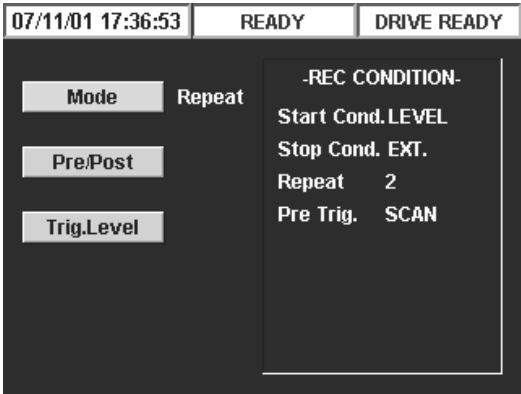 07/11/01 17:36:53 READY DRIVE READY
Mode Repeat
Pre/Post
Trig.Level
-REC CONDITION-
Start Cond. LEVEL
Stop Cond. EXT.
Repeat 2
Pre Trig. SCAN